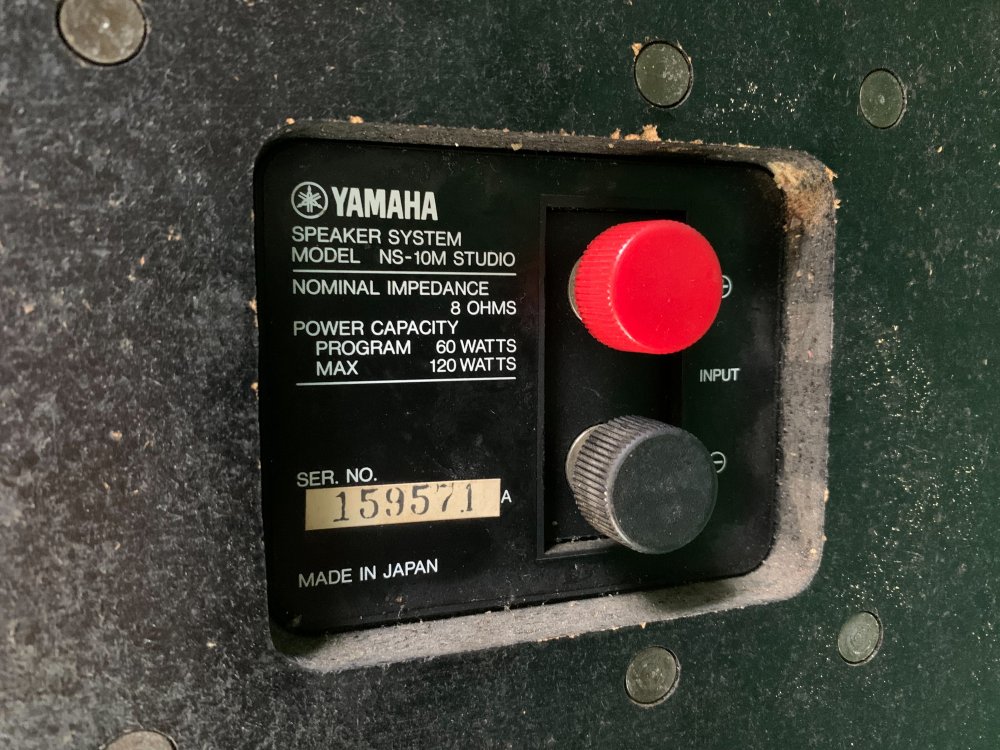 YAMAHA
SPEAKER SYSTEM
MODEL NS-10M STUDIO
NOMINAL IMPEDANCE
8 OHMS
POWER CAPACITY
PROGRAM 60 WATTS
MAX 120 WATTS
SER. NO.
159571 A
MADE IN JAPAN
⊕
INPUT
⊖